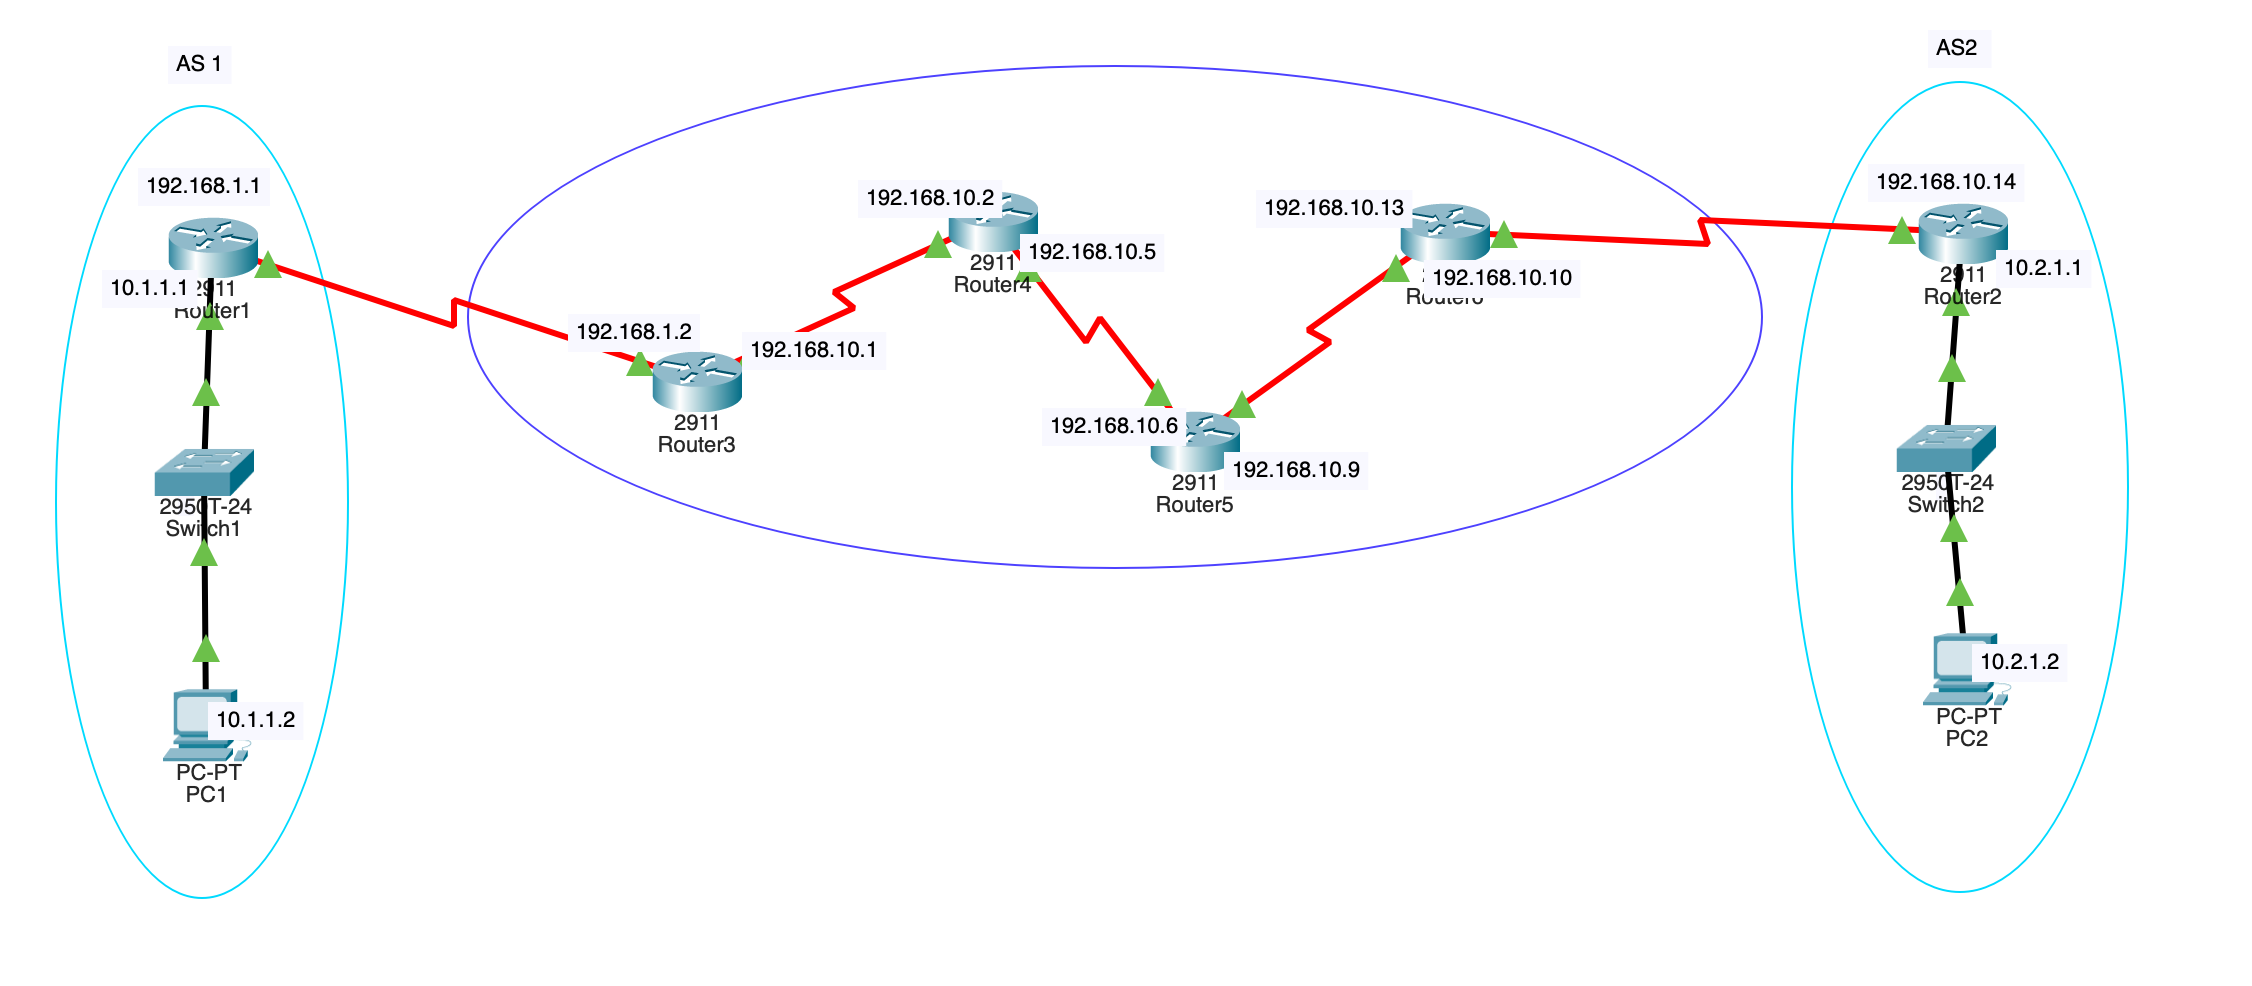 AS 1
AS2
192.168.1.1
10.1.1.1
2911
Router1
2950T-24
Switch1
10.1.1.2
PC-PT
PC1
192.168.1.2
192.168.10.1
2911
Router3
192.168.10.2
192.168.10.5
2911
Router4
192.168.10.6
192.168.10.9
2911
Router5
192.168.10.13
192.168.10.10
192.168.10.14
10.2.1.1
2911
Router2
2950T-24
Switch2
10.2.1.2
PC-PT
PC2